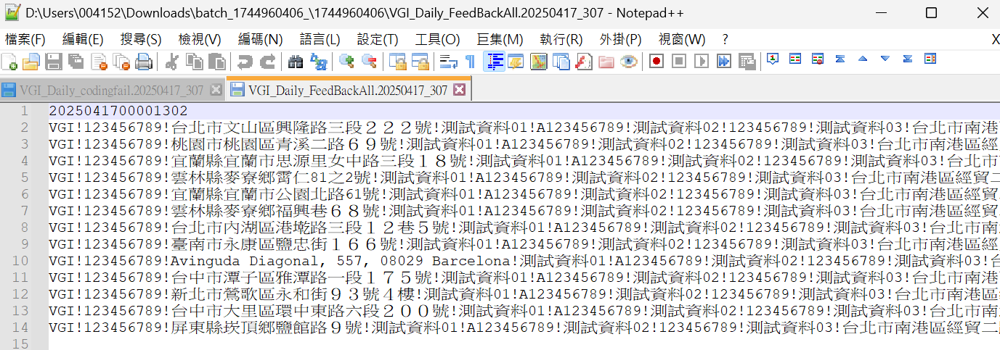 D:\Users\004152\Downloads\batch_1744960406_\1744960406\VGI_Daily_FeedBackAll.20250417_307 - Notepad++
檔案(F) 編輯(E) 搜尋(S) 檢視(V) 編碼(N) 語言(L) 設定(T) 工具(O) 巨集(M) 執行(R) 外掛(P) 視窗(W) ? X
VGI_Daily_codingfail.20250417_307 VGI_Daily_FeedBackAll.20250417_307
1 2025041700001302
2 VGI!123456789!台北市文山區興隆路三段２２２號!測試資料01!A123456789!測試資料02!123456789!測試資料03!台北市南港
3 VGI!123456789!桃園市桃園區青溪二路６９號!測試資料01!A123456789!測試資料02!123456789!測試資料03!台北市南港區經
4 VGI!123456789!宜蘭縣宜蘭市思源里女中路三段１８號!測試資料01!A123456789!測試資料02!123456789!測試資料03!台北市
5 VGI!123456789!雲林縣麥寮鄉霄仁81之2號!測試資料01!A123456789!測試資料02!123456789!測試資料03!台北市南港區經貿二
6 VGI!123456789!宜蘭縣宜蘭市公園北路61號!測試資料01!A123456789!測試資料02!123456789!測試資料03!台北市南港區經貿
7 VGI!123456789!雲林縣麥寮鄉福興巷６８號!測試資料01!A123456789!測試資料02!123456789!測試資料03!台北市南港區經貿
8 VGI!123456789!台北市內湖區港墘路三段１２巷５號!測試資料01!A123456789!測試資料02!123456789!測試資料03!台北市南
9 VGI!123456789!臺南市永康區鹽忠街１６６號!測試資料01!A123456789!測試資料02!123456789!測試資料03!台北市南港區經
10 VGI!123456789!Avinguda Diagonal, 557, 08029 Barcelona!測試資料01!A123456789!測試資料02!123456789!測試資料03!台
11 VGI!123456789!台中市潭子區雅潭路一段１７５號!測試資料01!A123456789!測試資料02!123456789!測試資料03!台北市南港
12 VGI!123456789!新北市鶯歌區永和街９３號４樓!測試資料01!A123456789!測試資料02!123456789!測試資料03!台北市南港區
13 VGI!123456789!台中市大里區環中東路六段２００號!測試資料01!A123456789!測試資料02!123456789!測試資料03!台北市南
14 VGI!123456789!屏東縣崁頂鄉鹽館路９號!測試資料01!A123456789!測試資料02!123456789!測試資料03!台北市南港區經貿二
15